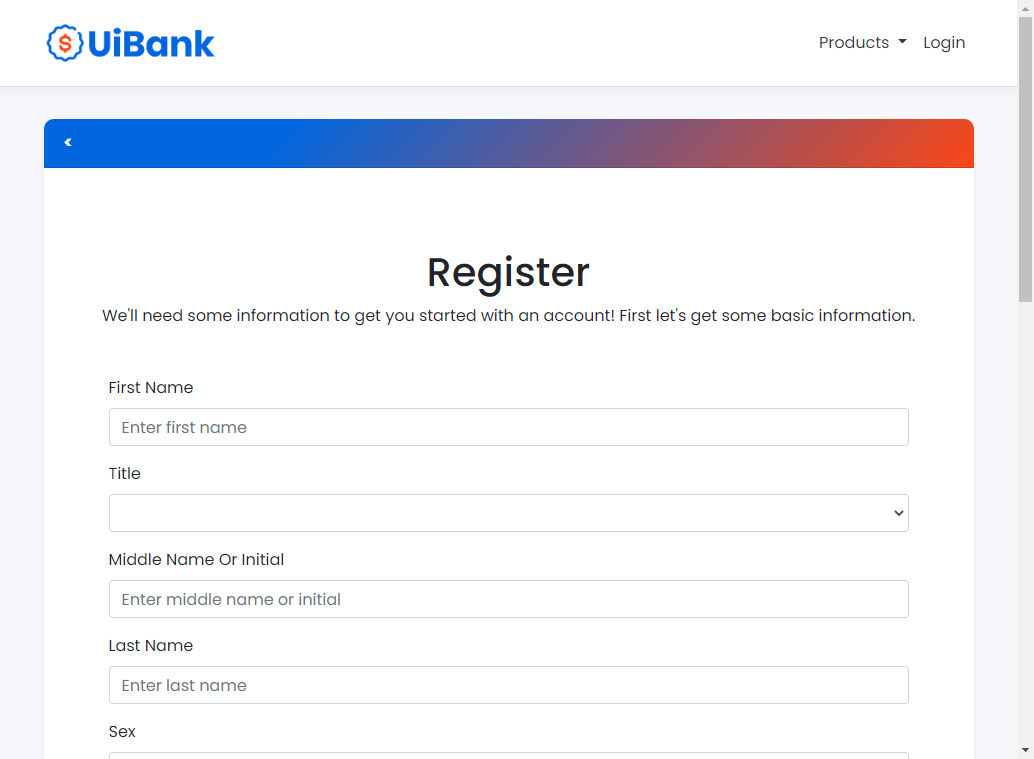 $ UiBank
Products Login
<
Register
We'll need some information to get you started with an account! First let's get some basic information.
First Name
Enter first name
Title
Middle Name Or Initial
Enter middle name or initial
Last Name
Enter last name
Sex